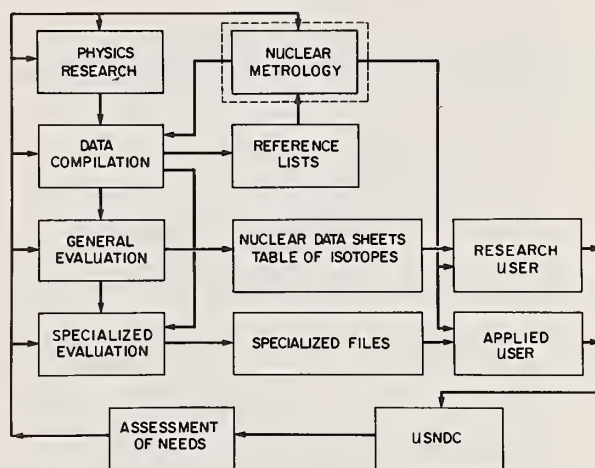 PHYSICS
RESEARCH
NUCLEAR
METROLOGY
DATA
COMPILATION
REFERENCE
LISTS
GENERAL
EVALUATION
NUCLEAR DATA SHEETS
TABLE OF ISOTOPES
RESEARCH
USER
SPECIALIZED
EVALUATION
SPECIALIZED FILES
APPLIED
USER
ASSESSMENT
OF NEEDS
USNDC